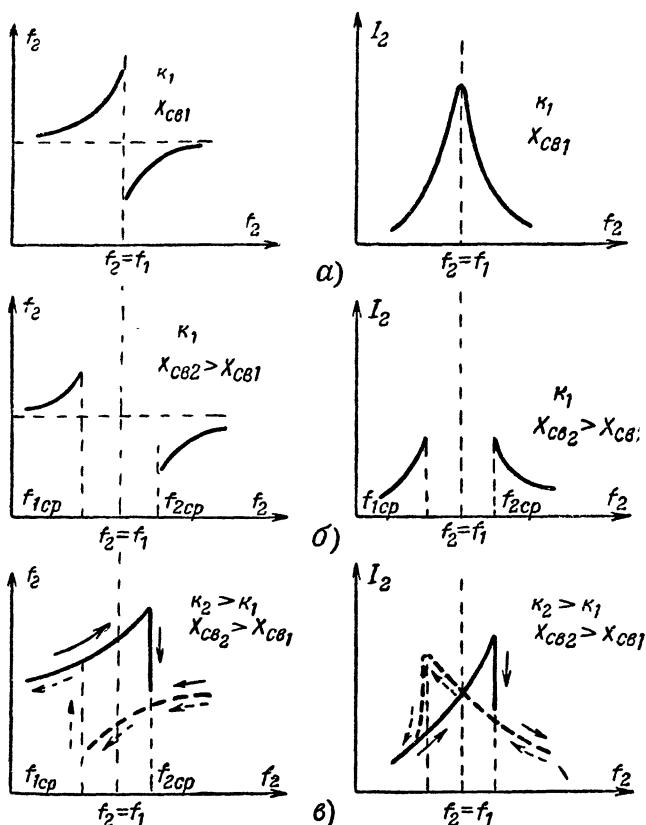 f₂
к₁
Xсв1
f₂
f₂=f₁
I₂
к₁
Xсв1
f₂=f₁
а)
f₂
к₁
Xсв2 > Xсв1
f₁ср
f₂ср
f₂
f₂=f₁
I₂
к₁
Xсв₂ > Xсв
f₁ср
f₂ср
f₂
f₂=f₁
б)
f₂
к₂ > к₁
Xсв₂ > Xсв₁
f₁ср
f₂ср
f₂
f₂=f₁
I₂
к₂ > к₁
Xсв2 > Xсв1
f₂
f₂=f₁
в)